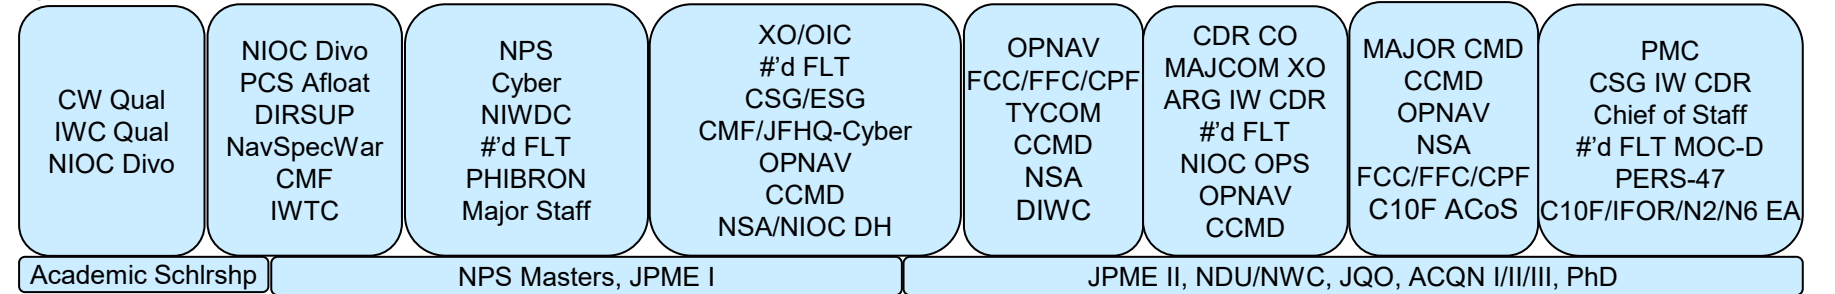 CW Qual
IWC Qual
NIOC Divo
NIOC Divo
PCS Afloat
DIRSUP
NavSpecWar
CMF
IWTC
NPS
Cyber
NIWDC
#'d FLT
PHIBRON
Major Staff
XO/OIC
#'d FLT
CSG/ESG
CMF/JFHQ-Cyber
OPNAV
CCMD
NSA/NIOC DH
OPNAV
FCC/FFC/CPF
TYCOM
CCMD
NSA
DIWC
CDR CO
MAJCOM XO
ARG IW CDR
#'d FLT
NIOC OPS
OPNAV
CCMD
MAJOR CMD
CCMD
OPNAV
NSA
FCC/FFC/CPF
C10F ACoS
PMC
CSG IW CDR
Chief of Staff
#'d FLT MOC-D
PERS-47
C10F/IFOR/N2/N6 EA
Academic Schlrshp
NPS Masters, JPME I
JPME II, NDU/NWC, JQO, ACQN I/II/III, PhD